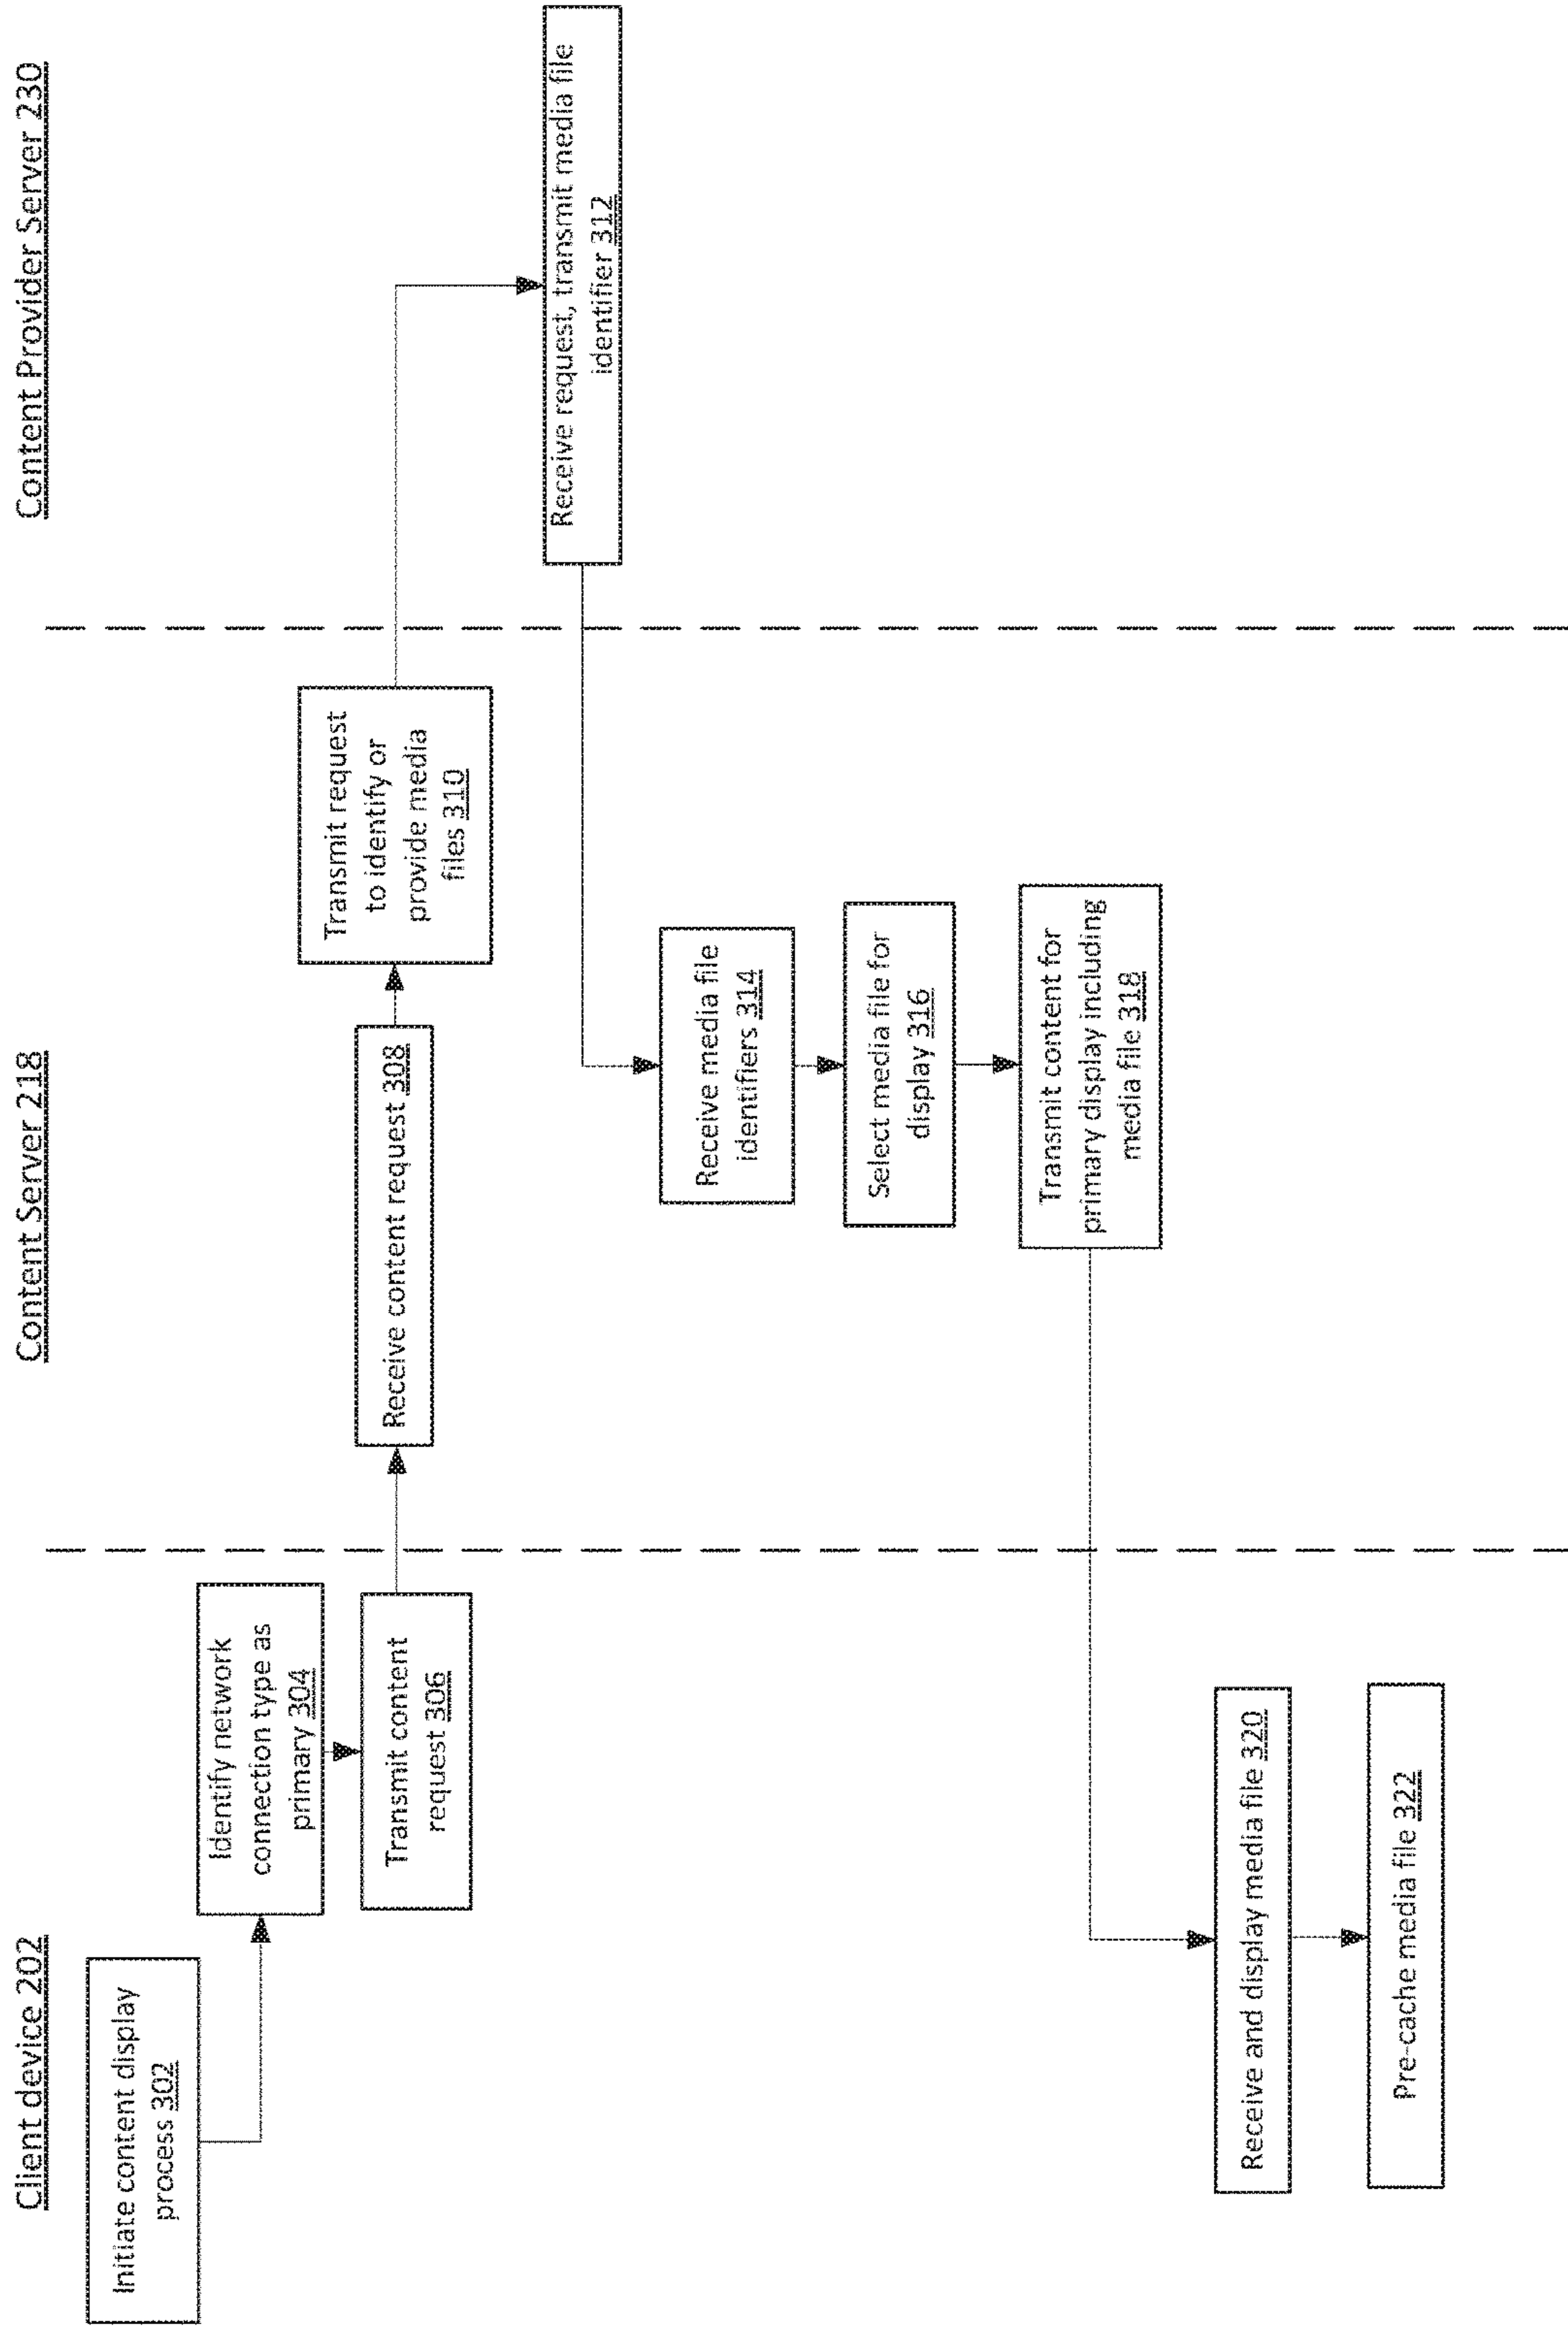 Client device 202
Content Server 218
Content Provider Server 230
Initiate content display
process 302
Identify network
connection type as
primary 304
Transmit content
request 306
Receive content request 308
Transmit request
to identify or
provide media
files 310
Receive request, transmit media file
identifier 312
Receive media file
identifiers 314
Select media file for
display 316
Transmit content for
primary display including
media file 318
Receive and display media file 320
Pre-cache media file 322